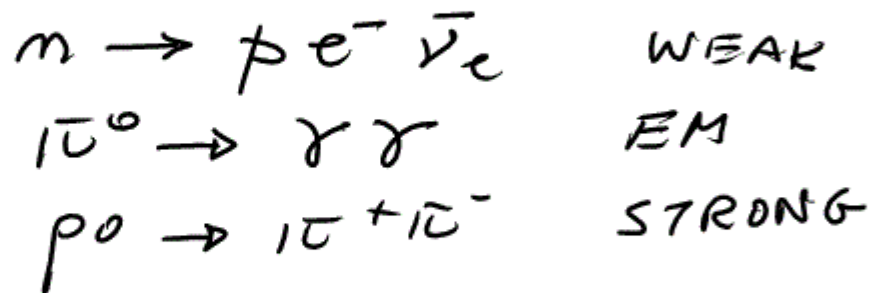 n → p e⁻ ν̄ₑ WEAK
π⁰ → γ γ EM
ρ⁰ → π⁺ π⁻ STRONG